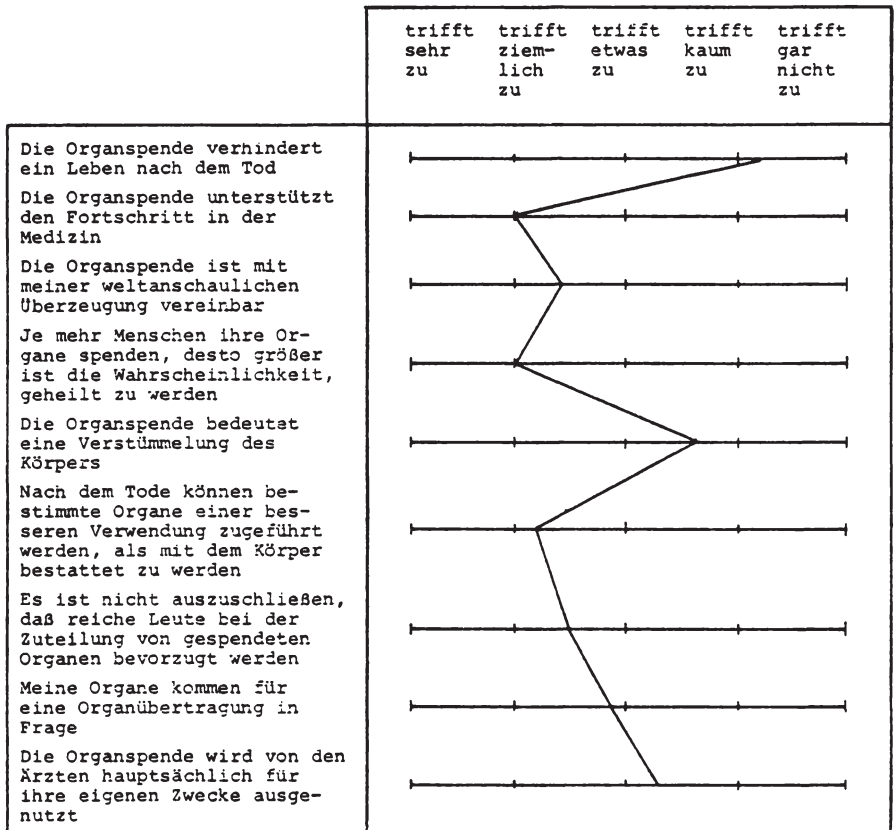 trifft trifft trifft trifft trifft
sehr ziem- etwas kaum gar
zu lich zu zu nicht
zu zu
Die Organspende verhindert
ein Leben nach dem Tod
Die Organspende unterstützt
den Fortschritt in der
Medizin
Die Organspende ist mit
meiner weltanschaulichen
Überzeugung vereinbar
Je mehr Menschen ihre Or-
gane spenden, desto größer
ist die Wahrscheinlichkeit,
geheilt zu werden
Die Organspende bedeutet
eine Verstümmelung des
Körpers
Nach dem Tode können be-
stimmte Organe einer bes-
seren Verwendung zugeführt
werden, als mit dem Körper
bestattet zu werden
Es ist nicht auszuschließen,
daß reiche Leute bei der
Zuteilung von gespendeten
Organen bevorzugt werden
Meine Organe kommen für
eine Organübertragung in
Frage
Die Organspende wird von den
Ärzten hauptsächlich für
ihre eigenen Zwecke ausge-
nutzt